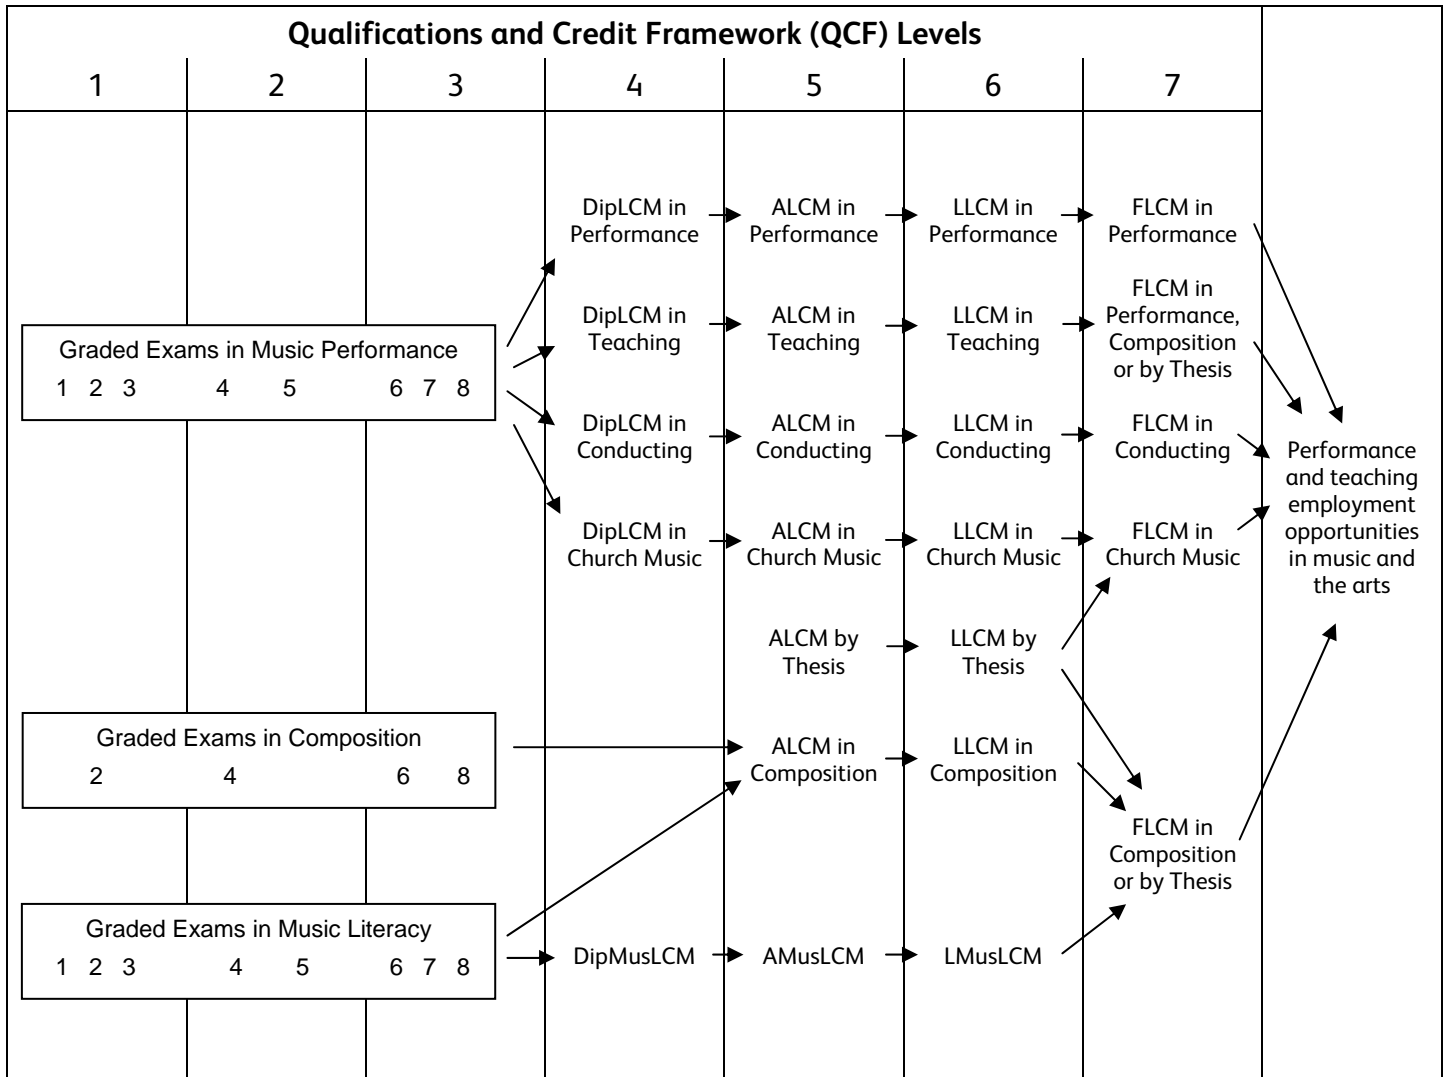 Qualifications and Credit Framework (QCF) Levels
1 2 3 4 5 6 7
DipLCM in
Performance
ALCM in
Performance
LLCM in
Performance
FLCM in
Performance
Graded Exams in Music Performance
1 2 3 4 5 6 7 8
DipLCM in
Teaching
ALCM in
Teaching
LLCM in
Teaching
FLCM in
Performance,
Composition
or by Thesis
DipLCM in
Conducting
ALCM in
Conducting
LLCM in
Conducting
FLCM in
Conducting
Performance
and teaching
employment
opportunities
in music and
the arts
DipLCM in
Church Music
ALCM in
Church Music
LLCM in
Church Music
FLCM in
Church Music
ALCM by
Thesis
LLCM by
Thesis
Graded Exams in Composition
2 4 6 8
ALCM in
Composition
LLCM in
Composition
FLCM in
Composition
or by Thesis
Graded Exams in Music Literacy
1 2 3 4 5 6 7 8
DipMusLCM
AMusLCM
LMusLCM